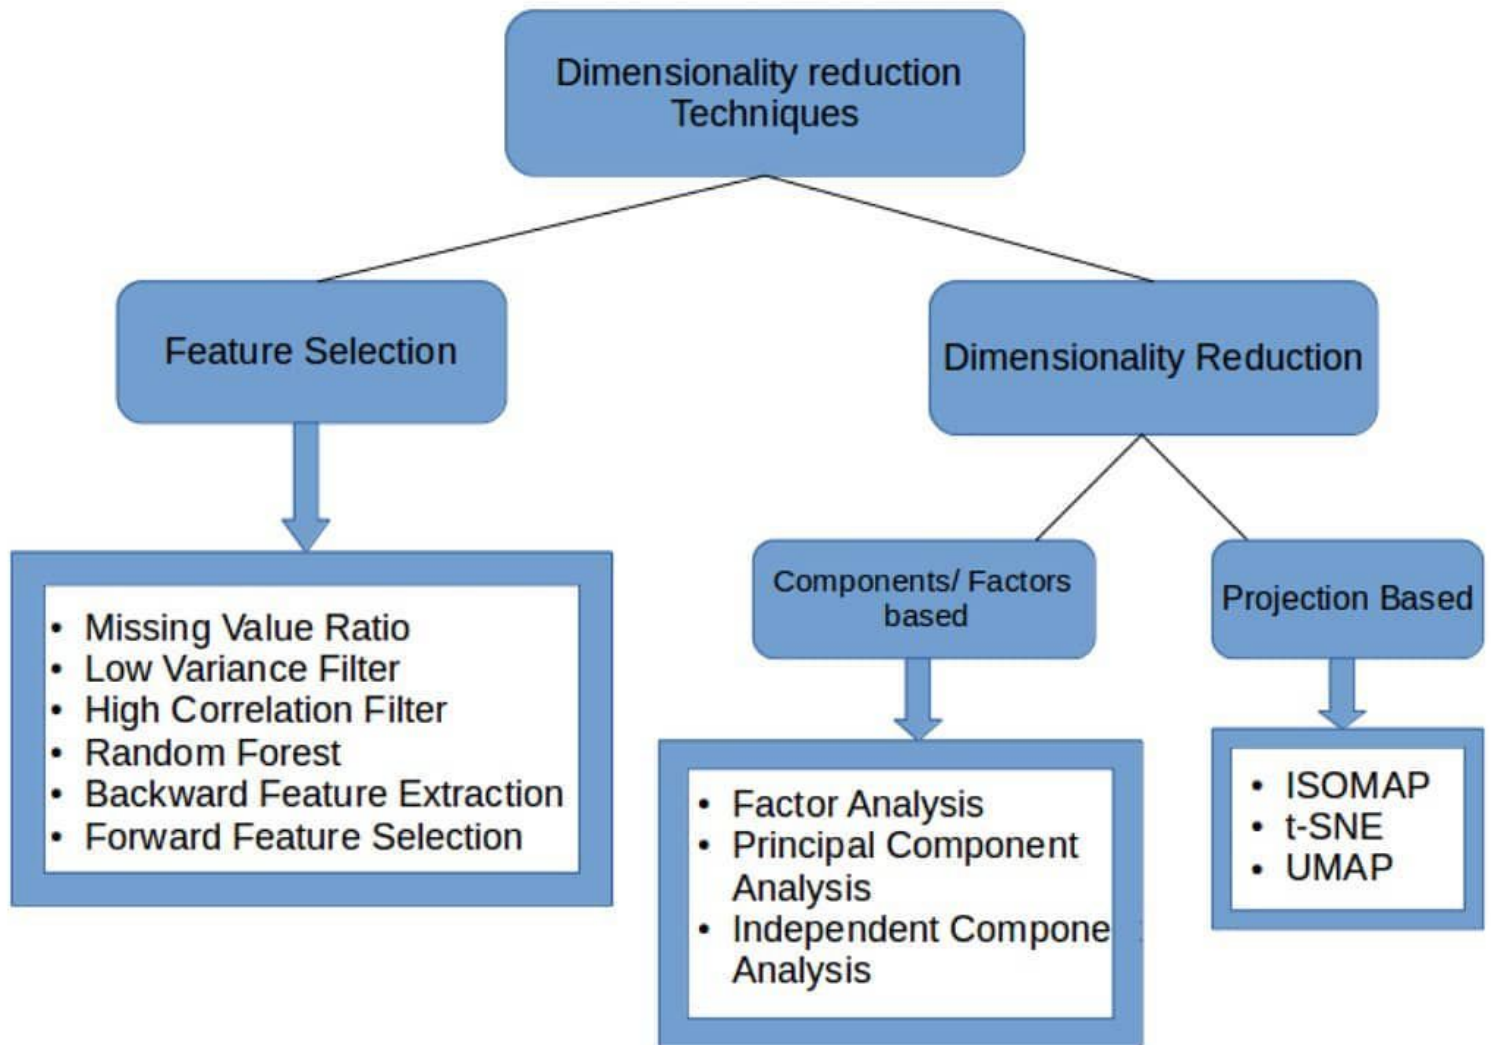 Dimensionality reduction
Techniques
Feature Selection
Dimensionality Reduction
Components/ Factors
based
Projection Based
• Missing Value Ratio
• Low Variance Filter
• High Correlation Filter
• Random Forest
• Backward Feature Extraction
• Forward Feature Selection
• Factor Analysis
• Principal Component
Analysis
• Independent Compone
Analysis
• ISOMAP
• t-SNE
• UMAP